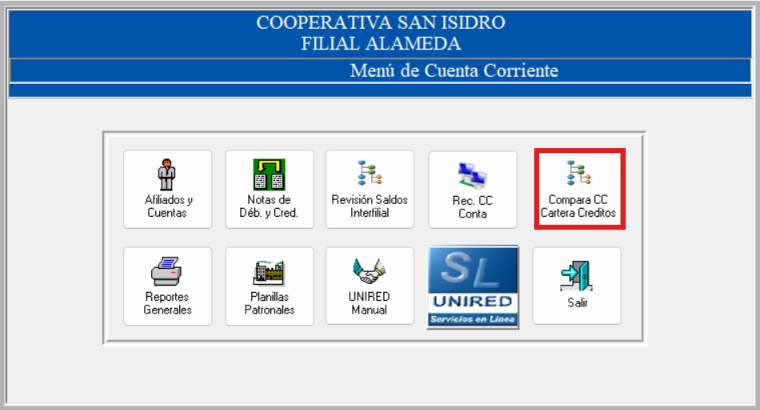 COOPERATIVA SAN ISIDRO
FILIAL ALAMEDA
Menú de Cuenta Corriente
Afiliados y
Cuentas
Notas de
Déb. y Cred.
Revisión Saldos
Interfilial
Rec. CC
Conta
Compara CC
Cartera Creditos
Reportes
Generales
Planillas
Patronales
UNIRED
Manual
SL
UNIRED
Servicios en Línea
Salir